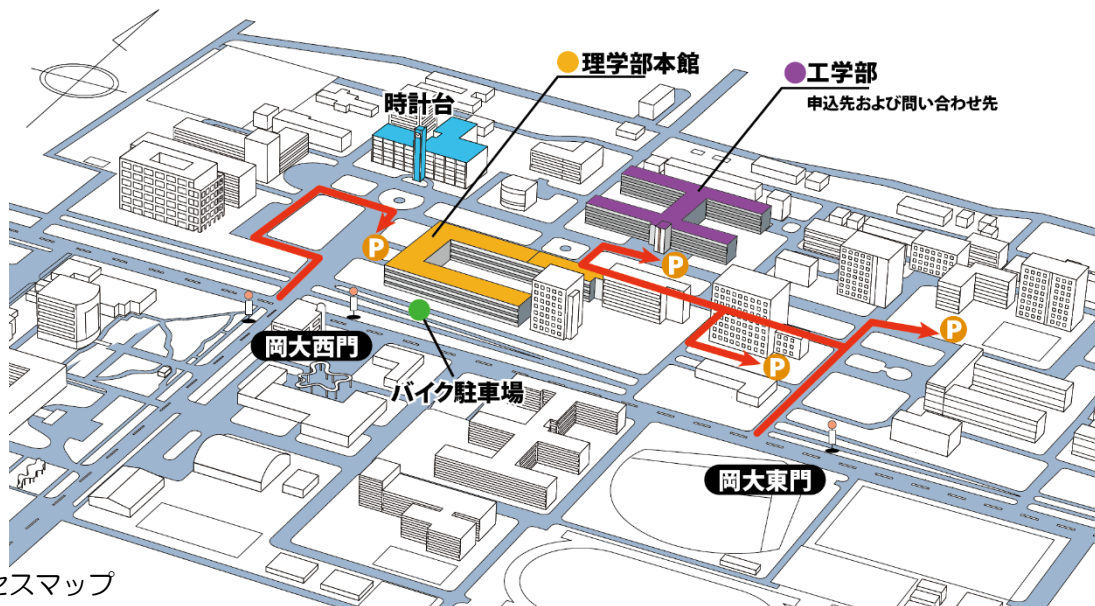 理学部本館
工学部
申込先および問い合わせ先
時計台
P
P
P
P
岡大西門
バイク駐車場
岡大東門
セスマップ